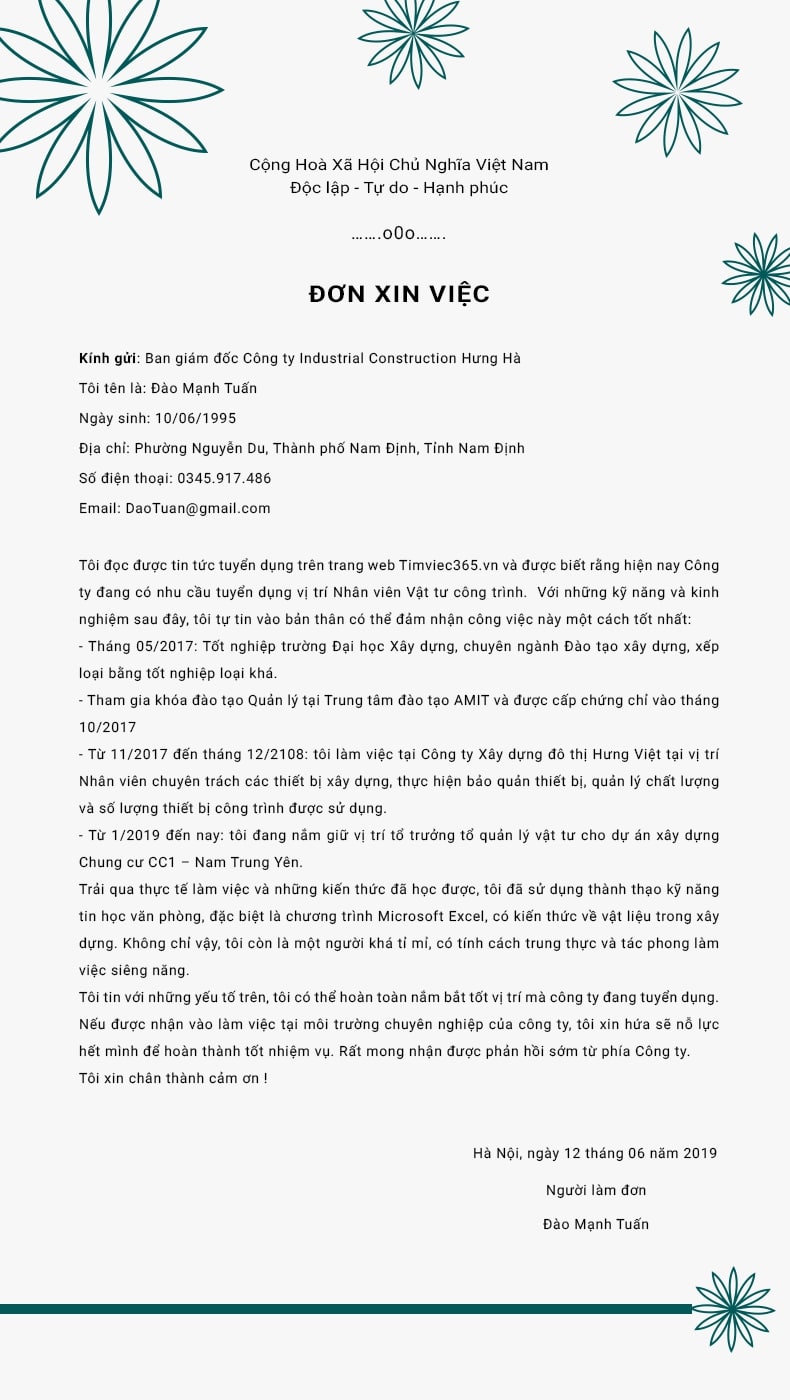 Cộng Hoà Xã Hội Chủ Nghĩa Việt Nam
Độc lập - Tự do - Hạnh phúc
…….o0o…….
ĐƠN XIN VIỆC
Kính gửi: Ban giám đốc Công ty Industrial Construction Hưng Hà
Tôi tên là: Đào Mạnh Tuấn
Ngày sinh: 10/06/1995
Địa chỉ: Phường Nguyễn Du, Thành phố Nam Định, Tỉnh Nam Định
Số điện thoại: 0345.917.486
Email: DaoTuan@gmail.com
Tôi đọc được tin tức tuyển dụng trên trang web Timviec365.vn và được biết rằng hiện nay Công
ty đang có nhu cầu tuyển dụng vị trí Nhân viên Vật tư công trình.  Với những kỹ năng và kinh
nghiệm sau đây, tôi tự tin vào bản thân có thể đảm nhận công việc này một cách tốt nhất:
- Tháng 05/2017: Tốt nghiệp trường Đại học Xây dựng, chuyên ngành Đào tạo xây dựng, xếp
loại bằng tốt nghiệp loại khá.
- Tham gia khóa đào tạo Quản lý tại Trung tâm đào tạo AMIT và được cấp chứng chỉ vào tháng
10/2017
- Từ 11/2017 đến tháng 12/2108: tôi làm việc tại Công ty Xây dựng đô thị Hưng Việt tại vị trí
Nhân viên chuyên trách các thiết bị xây dựng, thực hiện bảo quản thiết bị, quản lý chất lượng
và số lượng thiết bị công trình được sử dụng.
- Từ 1/2019 đến nay: tôi đang nắm giữ vị trí tổ trưởng tổ quản lý vật tư cho dự án xây dựng
Chung cư CC1 – Nam Trung Yên.
Trải qua thực tế làm việc và những kiến thức đã học được, tôi đã sử dụng thành thạo kỹ năng
tin học văn phòng, đặc biệt là chương trình Microsoft Excel, có kiến thức về vật liệu trong xây
dựng. Không chỉ vậy, tôi còn là một người khá tỉ mỉ, có tính cách trung thực và tác phong làm
việc siêng năng.
Tôi tin với những yếu tố trên, tôi có thể hoàn toàn nắm bắt tốt vị trí mà công ty đang tuyển dụng.
Nếu được nhận vào làm việc tại môi trường chuyên nghiệp của công ty, tôi xin hứa sẽ nỗ lực
hết mình để hoàn thành tốt nhiệm vụ. Rất mong nhận được phản hồi sớm từ phía Công ty.
Tôi xin chân thành cảm ơn !
Hà Nội, ngày 12 tháng 06 năm 2019
Người làm đơn
Đào Mạnh Tuấn